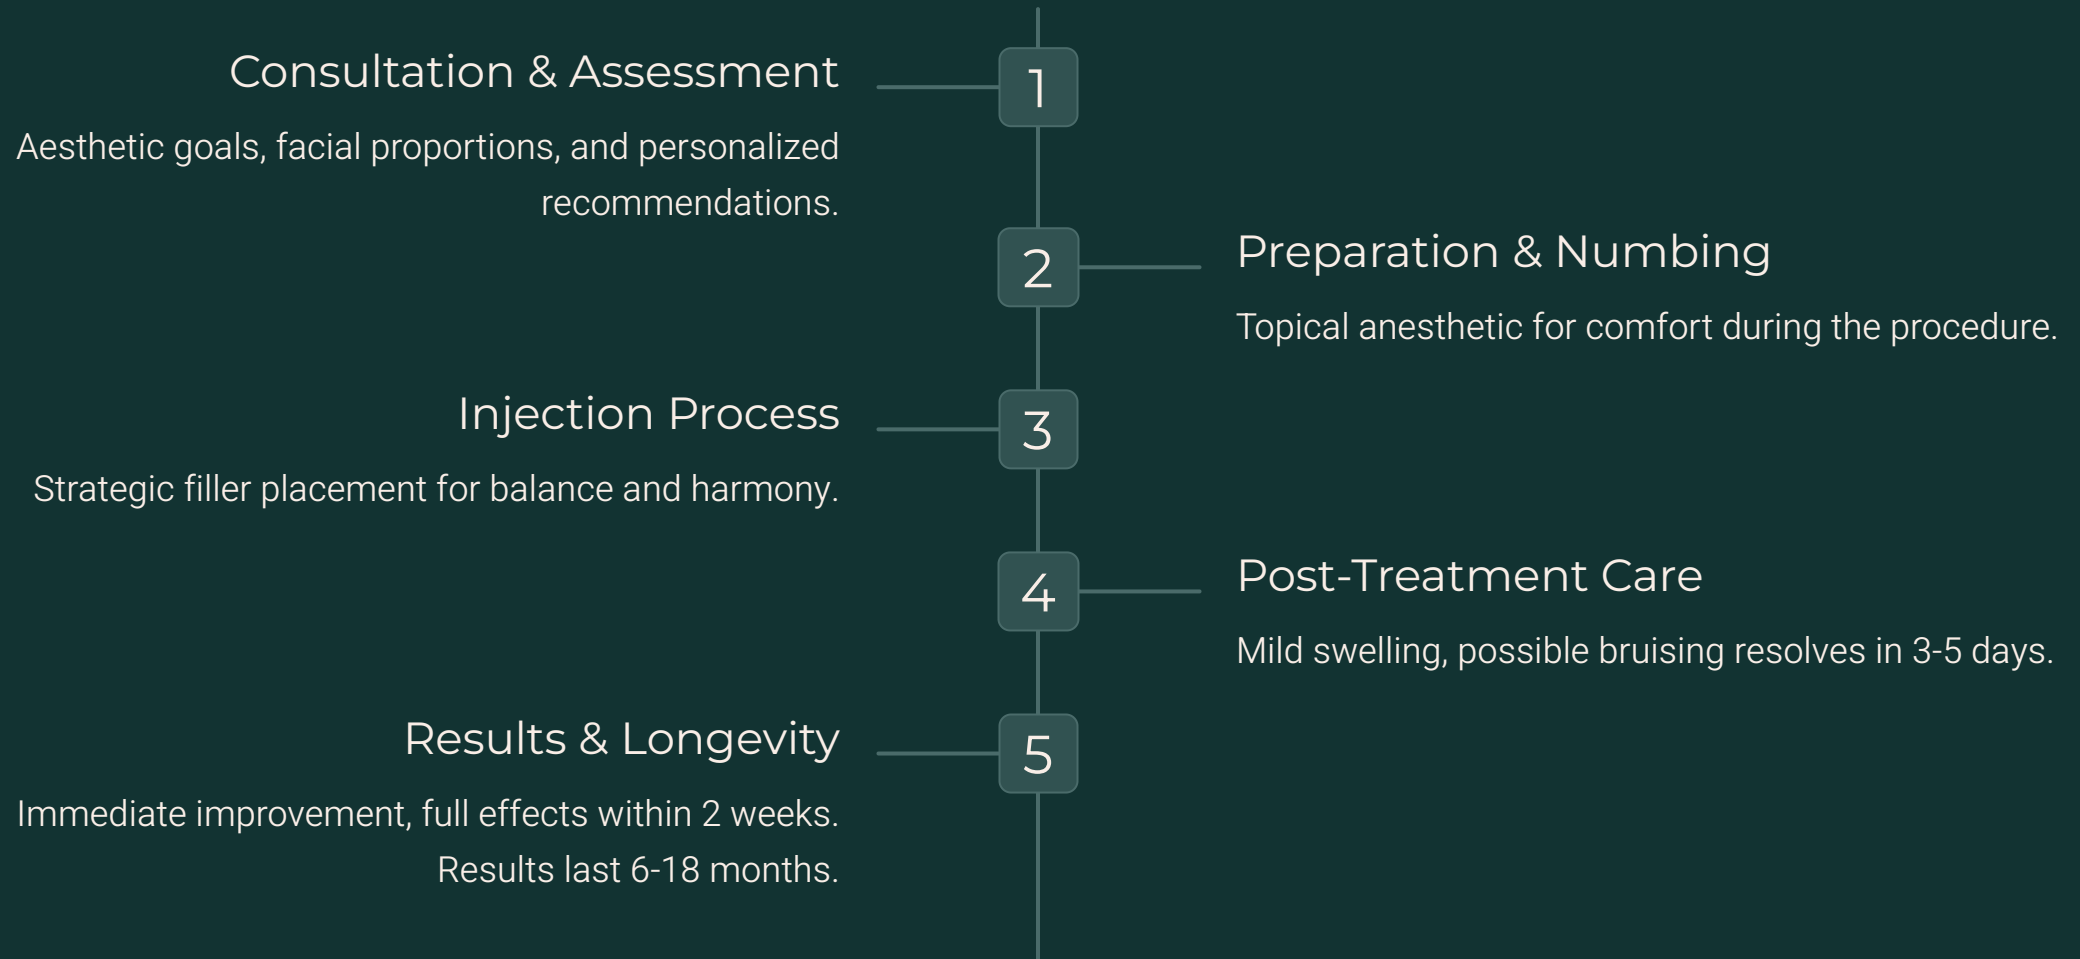 Consultation & Assessment
1
Aesthetic goals, facial proportions, and personalized
recommendations.
2
Preparation & Numbing
Topical anesthetic for comfort during the procedure.
Injection Process
3
Strategic filler placement for balance and harmony.
4
Post-Treatment Care
Mild swelling, possible bruising resolves in 3-5 days.
Results & Longevity
5
Immediate improvement, full effects within 2 weeks.
Results last 6-18 months.